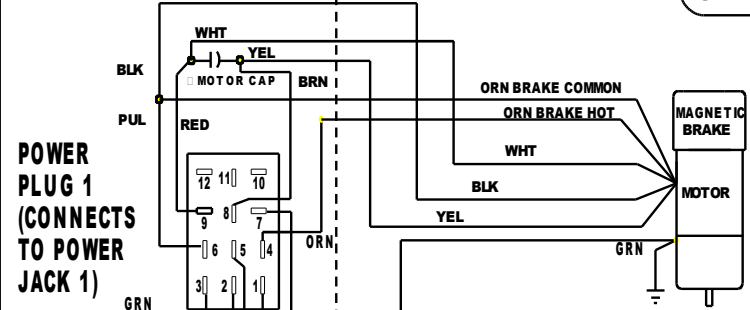 WHT
YEL
BLK
MOTOR CAP
BRN
ORN BRAKE COMMON
PUL
RED
ORN BRAKE HOT
MAGNETIC
BRAKE
POWER
PLUG 1
(CONNECTS
TO POWER
JACK 1)
WHT
12 11 10
BLK
MOTOR
9 8 7
YEL
6 5 4
ORN
GRN
3 2 1
GRN